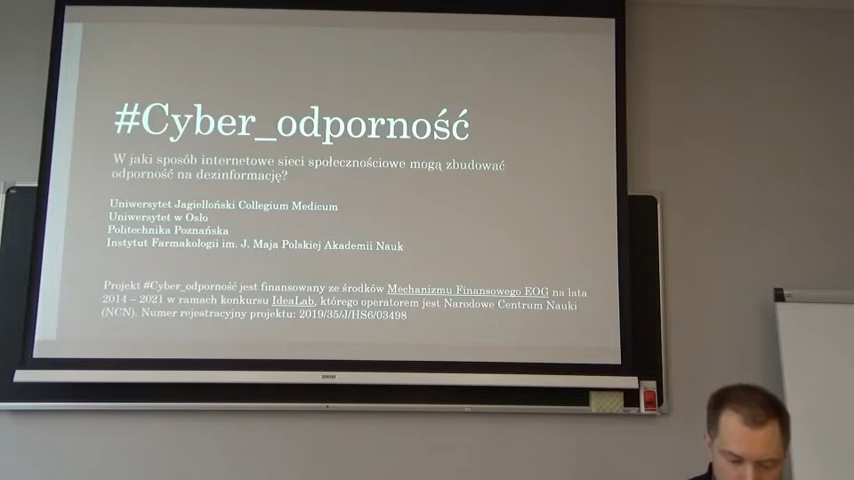 #Cyber_odporność
W jaki sposób internetowe sieci społecznościowe mogą zbudować
odporność na dezinformację?
Uniwersytet Jagielloński Collegium Medicum
Uniwersytet w Oslo
Politechnika Poznańska
Instytut Farmakologii im. J. Maja Polskiej Akademii Nauk
Projekt #Cyber_odporność jest finansowany ze środków Mechanizmu Finansowego EOG na lata
2014 – 2021 w ramach konkursu IdeaLab, którego operatorem jest Narodowe Centrum Nauki
(NCN). Numer rejestracyjny projektu: 2019/35/J/HS6/03498